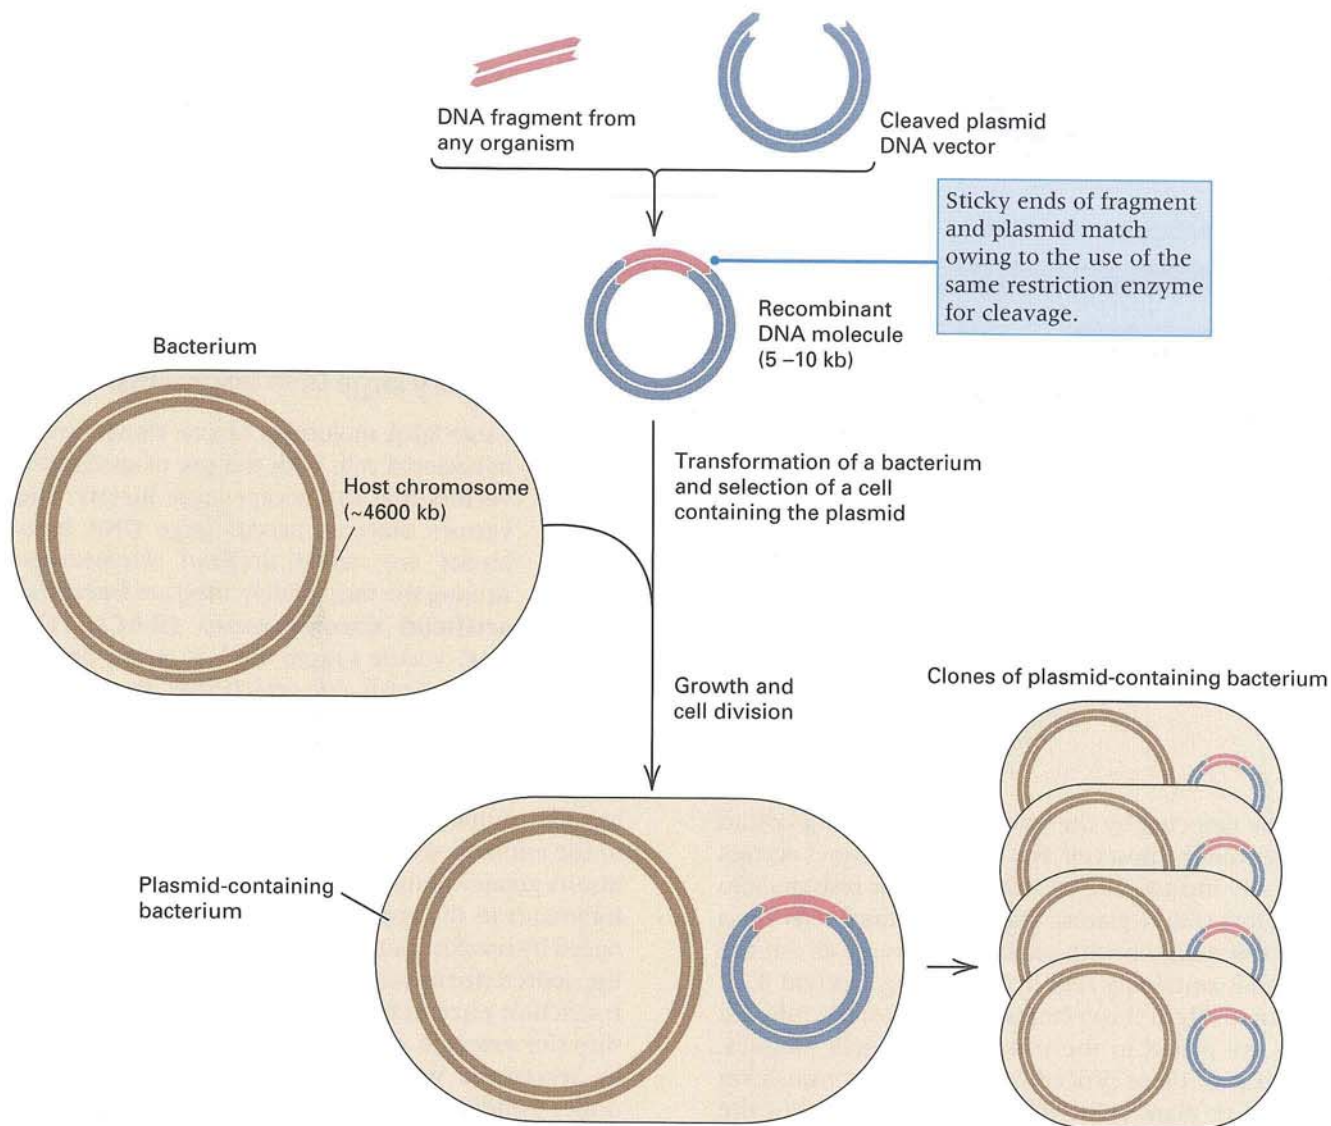 DNA fragment from
any organism
Cleaved plasmid
DNA vector
Sticky ends of fragment
and plasmid match
owing to the use of the
same restriction enzyme
for cleavage.
Recombinant
DNA molecule
(5 –10 kb)
Bacterium
Host chromosome
(~4600 kb)
Transformation of a bacterium
and selection of a cell
containing the plasmid
Growth and
cell division
Clones of plasmid-containing bacterium
Plasmid-containing
bacterium